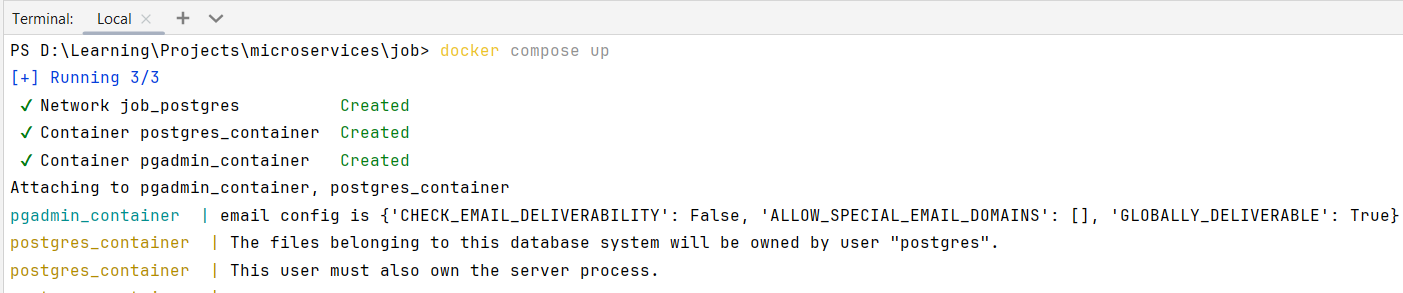 Terminal: Local × + ∨
PS D:\Learning\Projects\microservices\job> docker compose up
[+] Running 3/3
✔ Network job_postgres Created
✔ Container postgres_container Created
✔ Container pgadmin_container Created
Attaching to pgadmin_container, postgres_container
pgadmin_container | email config is {'CHECK_EMAIL_DELIVERABILITY': False, 'ALLOW_SPECIAL_EMAIL_DOMAINS': [], 'GLOBALLY_DELIVERABLE': True}
postgres_container | The files belonging to this database system will be owned by user "postgres".
postgres_container | This user must also own the server process.